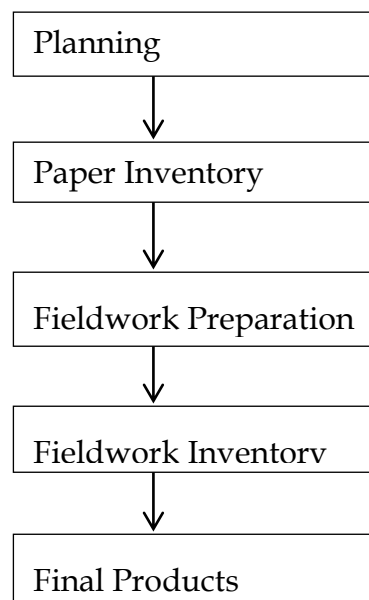 Planning
Paper Inventory
Fieldwork Preparation
Fieldwork Inventory
Final Products